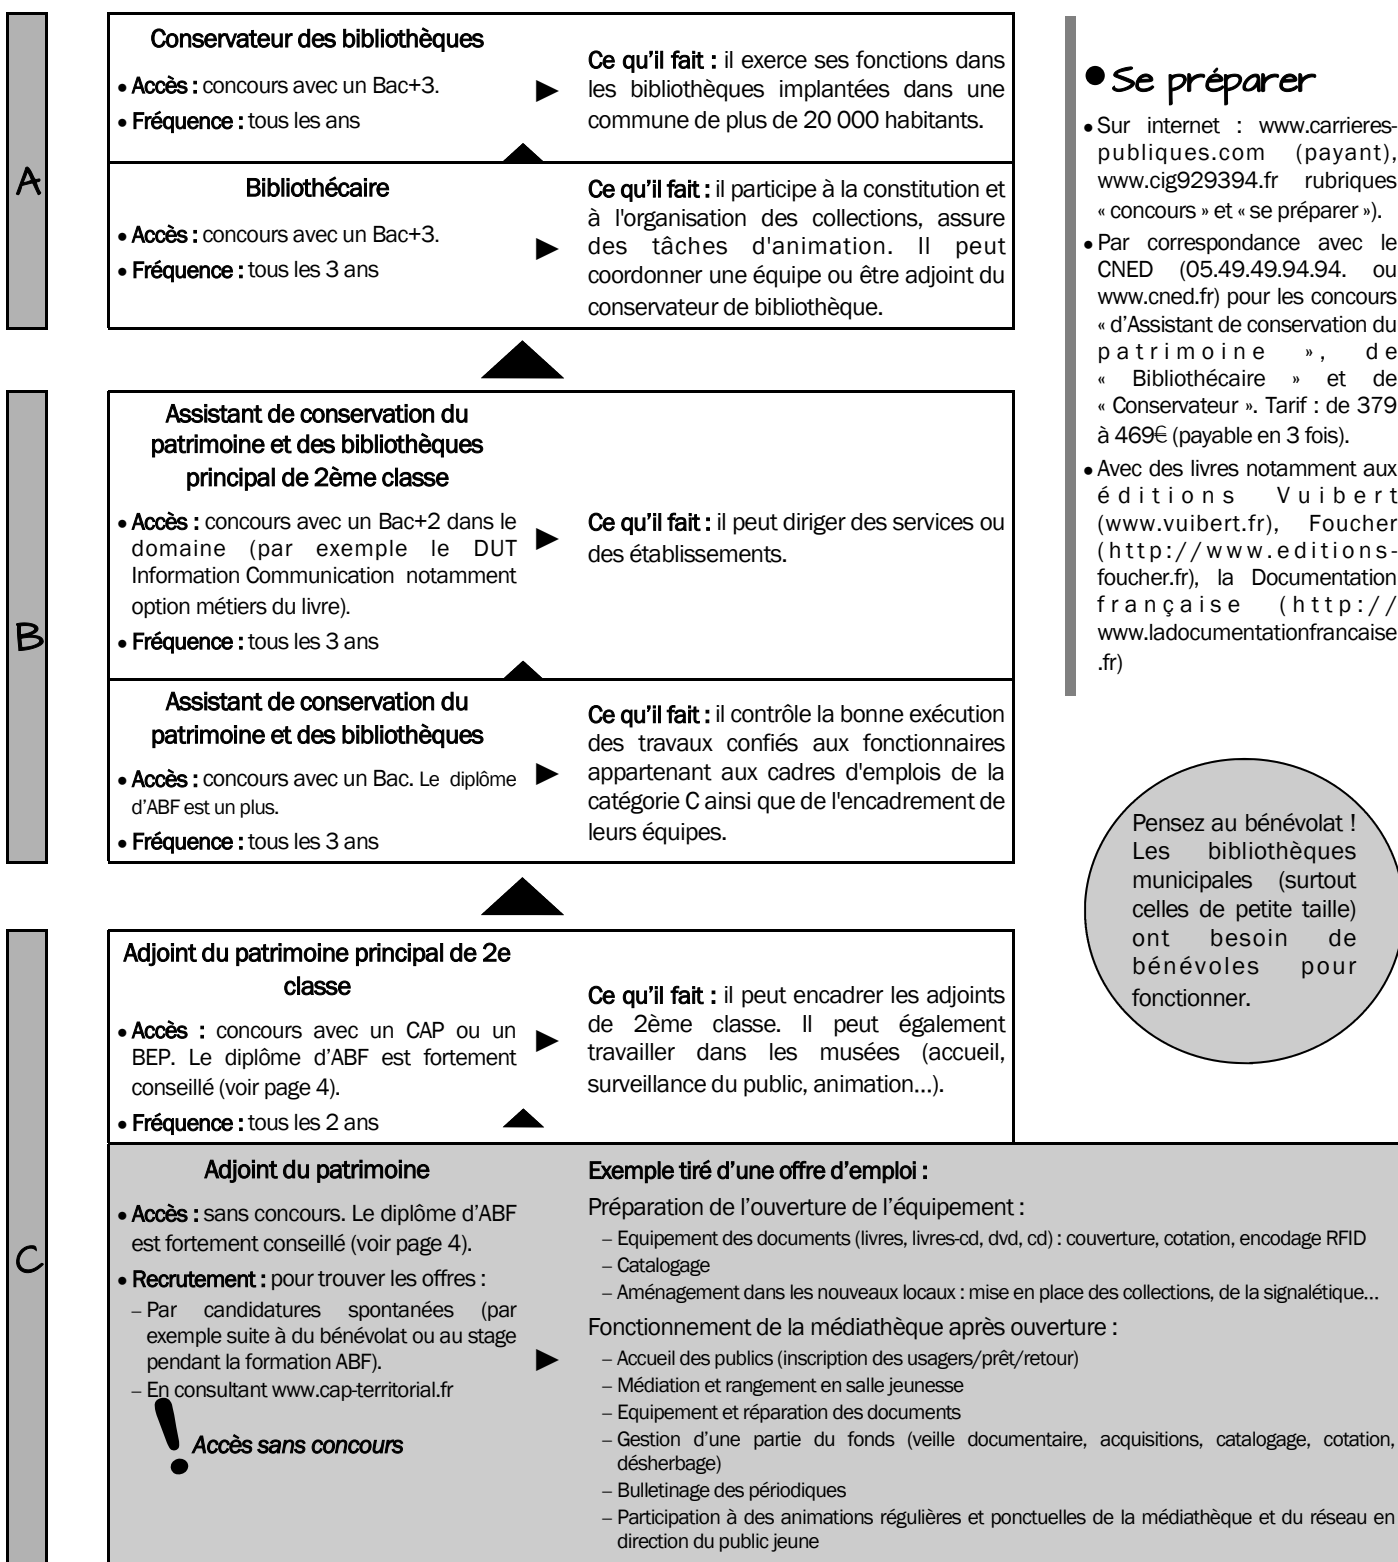 A
Conservateur des bibliothèques
• Accès : concours avec un Bac+3.
• Fréquence : tous les ans
Ce qu’il fait : il exerce ses fonctions dans
les bibliothèques implantées dans une
commune de plus de 20 000 habitants.
Bibliothécaire
• Accès : concours avec un Bac+3.
• Fréquence : tous les 3 ans
Ce qu’il fait : il participe à la constitution et
à l'organisation des collections, assure
des tâches d'animation. Il peut
coordonner une équipe ou être adjoint du
conservateur de bibliothèque.
B
Assistant de conservation du
patrimoine et des bibliothèques
principal de 2ème classe
• Accès : concours avec un Bac+2 dans le
domaine (par exemple le DUT
Information Communication notamment
option métiers du livre).
• Fréquence : tous les 3 ans
Ce qu’il fait : il peut diriger des services ou
des établissements.
Assistant de conservation du
patrimoine et des bibliothèques
• Accès : concours avec un Bac. Le diplôme
d’ABF est un plus.
• Fréquence : tous les 3 ans
Ce qu’il fait : il contrôle la bonne exécution
des travaux confiés aux fonctionnaires
appartenant aux cadres d'emplois de la
catégorie C ainsi que de l'encadrement de
leurs équipes.
C
Adjoint du patrimoine principal de 2e
classe
• Accès : concours avec un CAP ou un
BEP. Le diplôme d’ABF est fortement
conseillé (voir page 4).
• Fréquence : tous les 2 ans
Ce qu’il fait : il peut encadrer les adjoints
de 2ème classe. Il peut également
travailler dans les musées (accueil,
surveillance du public, animation...).
Adjoint du patrimoine
• Accès : sans concours. Le diplôme d’ABF
est fortement conseillé (voir page 4).
• Recrutement : pour trouver les offres :
– Par candidatures spontanées (par
exemple suite à du bénévolat ou au stage
pendant la formation ABF).
– En consultant www.cap-territorial.fr
! Accès sans concours
Exemple tiré d’une offre d’emploi :
Préparation de l’ouverture de l’équipement :
– Equipement des documents (livres, livres-cd, dvd, cd) : couverture, cotation, encodage RFID
– Catalogage
– Aménagement dans les nouveaux locaux : mise en place des collections, de la signalétique...
Fonctionnement de la médiathèque après ouverture :
– Accueil des publics (inscription des usagers/prêt/retour)
– Médiation et rangement en salle jeunesse
– Equipement et réparation des documents
– Gestion d’une partie du fonds (veille documentaire, acquisitions, catalogage, cotation,
désherbage)
– Bulletinage des périodiques
– Participation à des animations régulières et ponctuelles de la médiathèque et du réseau en
direction du public jeune
• Se préparer
• Sur internet : www.carrieres-
publiques.com (payant),
www.cig929394.fr rubriques
« concours » et « se préparer »).
• Par correspondance avec le
CNED (05.49.49.94.94. ou
www.cned.fr) pour les concours
« d’Assistant de conservation du
patrimoine », de
« Bibliothécaire » et de
« Conservateur ». Tarif : de 379
à 469€ (payable en 3 fois).
• Avec des livres notamment aux
éditions Vuibert
(www.vuibert.fr), Foucher
(http://www.editions-
foucher.fr), la Documentation
française (http://
www.ladocumentationfrancaise
.fr)
Pensez au bénévolat !
Les bibliothèques
municipales (surtout
celles de petite taille)
ont besoin de
bénévoles pour
fonctionner.